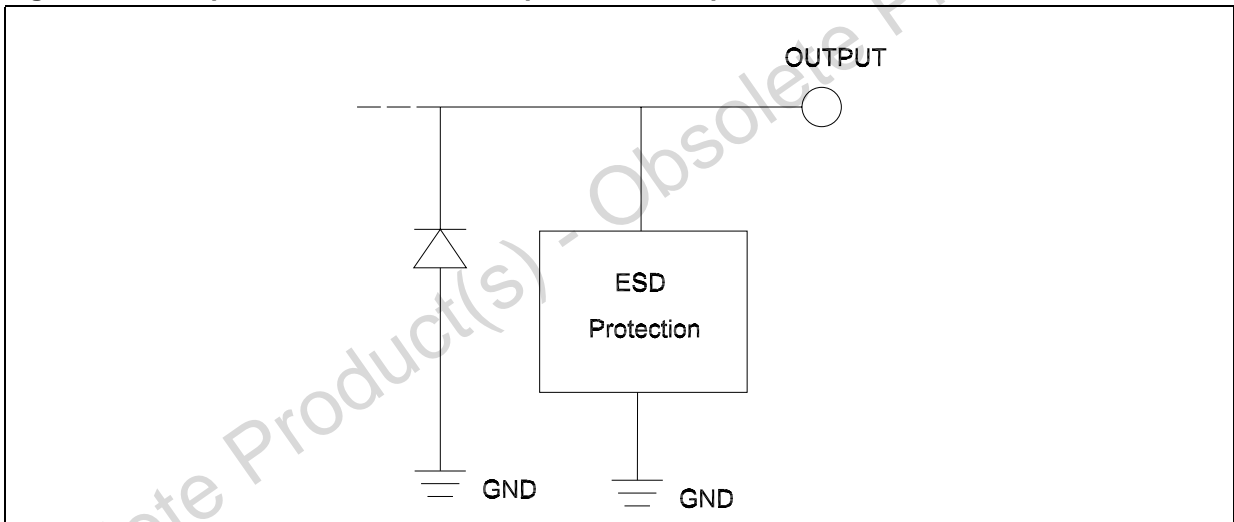 OUTPUT
ESD
Protection
GND
GND
Obsolete Product(s) - Obsolete P